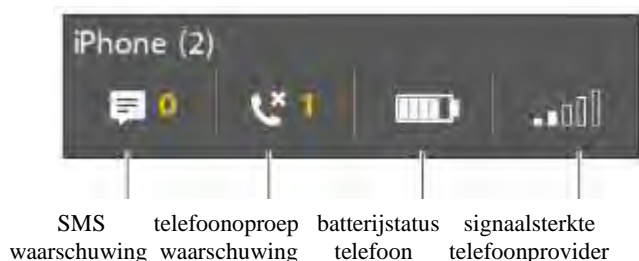 iPhone (2)
0 1
SMS telefoonoproep batterijstatus signaalsterkte
waarschuwing waarschuwing telefoon telefoonprovider